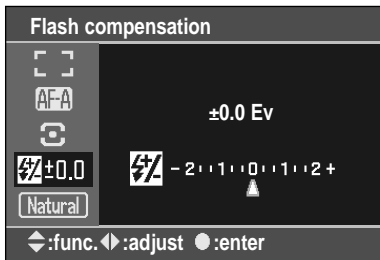 Flash compensation
AF-A
±0.0 Ev
±0.0
-2 1 0 1 2+
Natural
:func. :adjust :enter